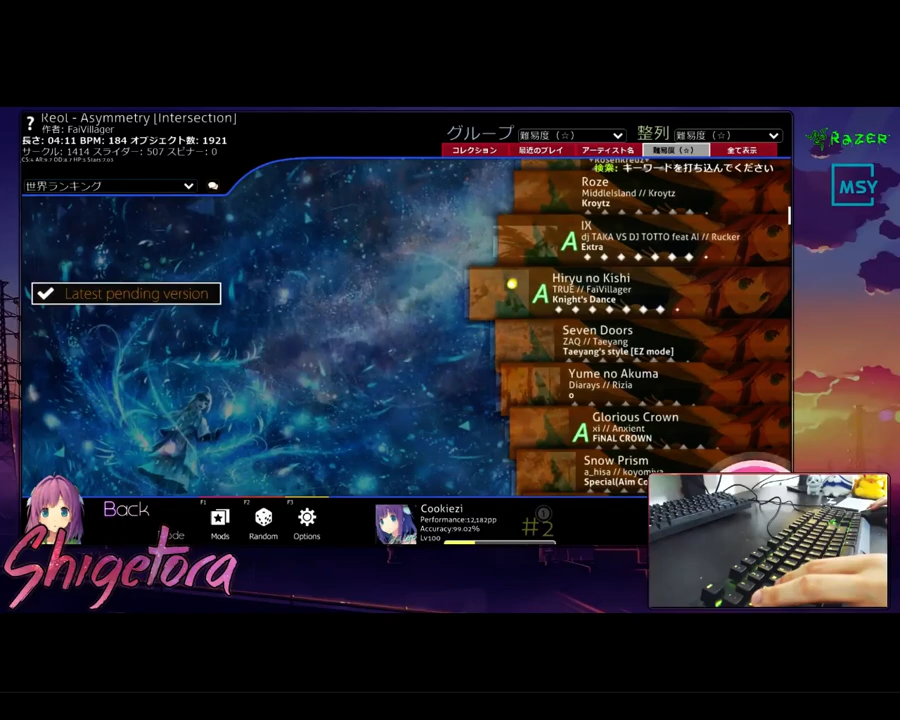 ? Reol - Asymmetry [Intersection]
作者: FaiVillager
長さ: 04:11 BPM: 184 オブジェクト数: 1921
サークル: 1414 スライダー: 507 スピナー: 0
世界ランキング
グループ 難易度（☆） 整列 難易度（☆）
コレクション 最近のプレイ アーティスト名 難易度（☆） 全て表示
検索: キーワードを打ち込んでください
Latest pending version
Roze
MiddleIsland // Kroytz
Kroytz
A
IX
dj TAKA VS DJ TOTTO feat AI // Rucker
Extra
A
Hiryu no Kishi
TRUE // FaiVillager
Knight's Dance
Seven Doors
ZAQ // Taeyang
Taeyang's style [EZ mode]
Yume no Akuma
Diarays // Rizia
o
A
Glorious Crown
xi // Anxient
FiNAL CROWN
Snow Prism
a_hisa // koyomiya
Special(Aim Co
RAZER
MSY
Back
F1 F2 F3
Mods Random Options
Cookiezi
Performance:12,182pp
Accuracy:99.02%
Lv100
#2
Shigetora